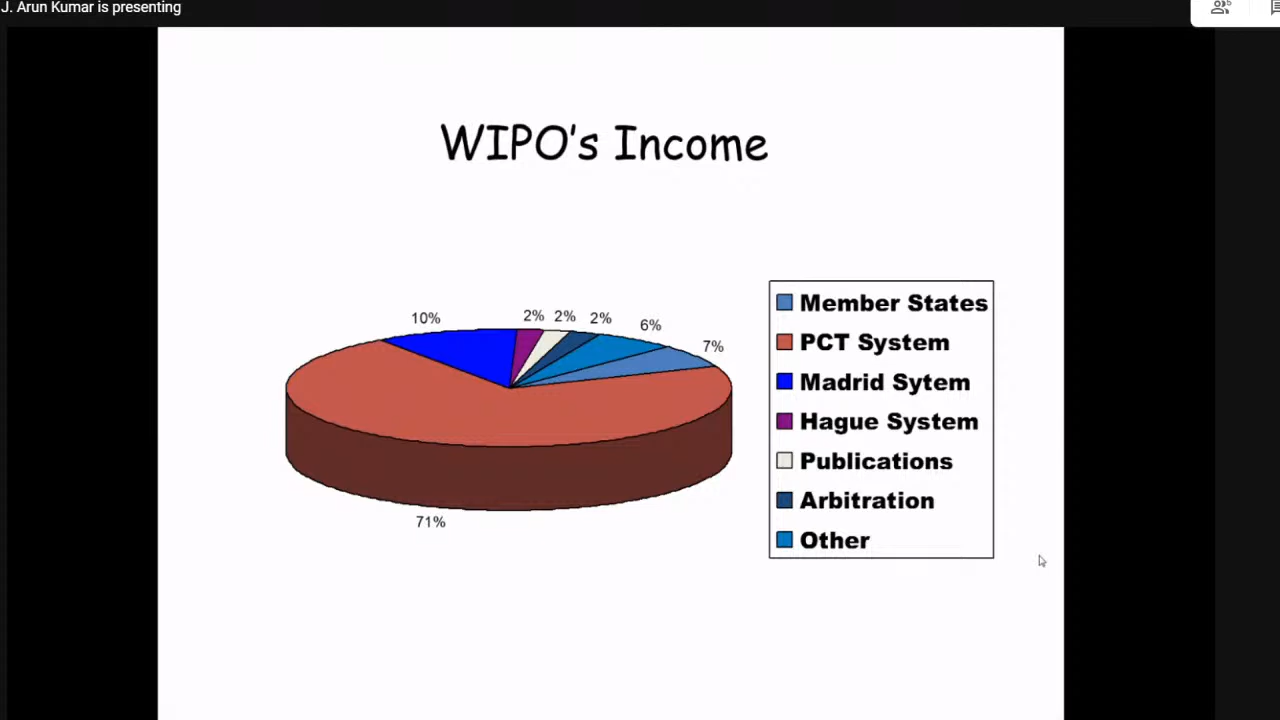 J. Arun Kumar is presenting
WIPO's Income
10%
2%
2%
2%
6%
7%
71%
Member States
PCT System
Madrid Sytem
Hague System
Publications
Arbitration
Other